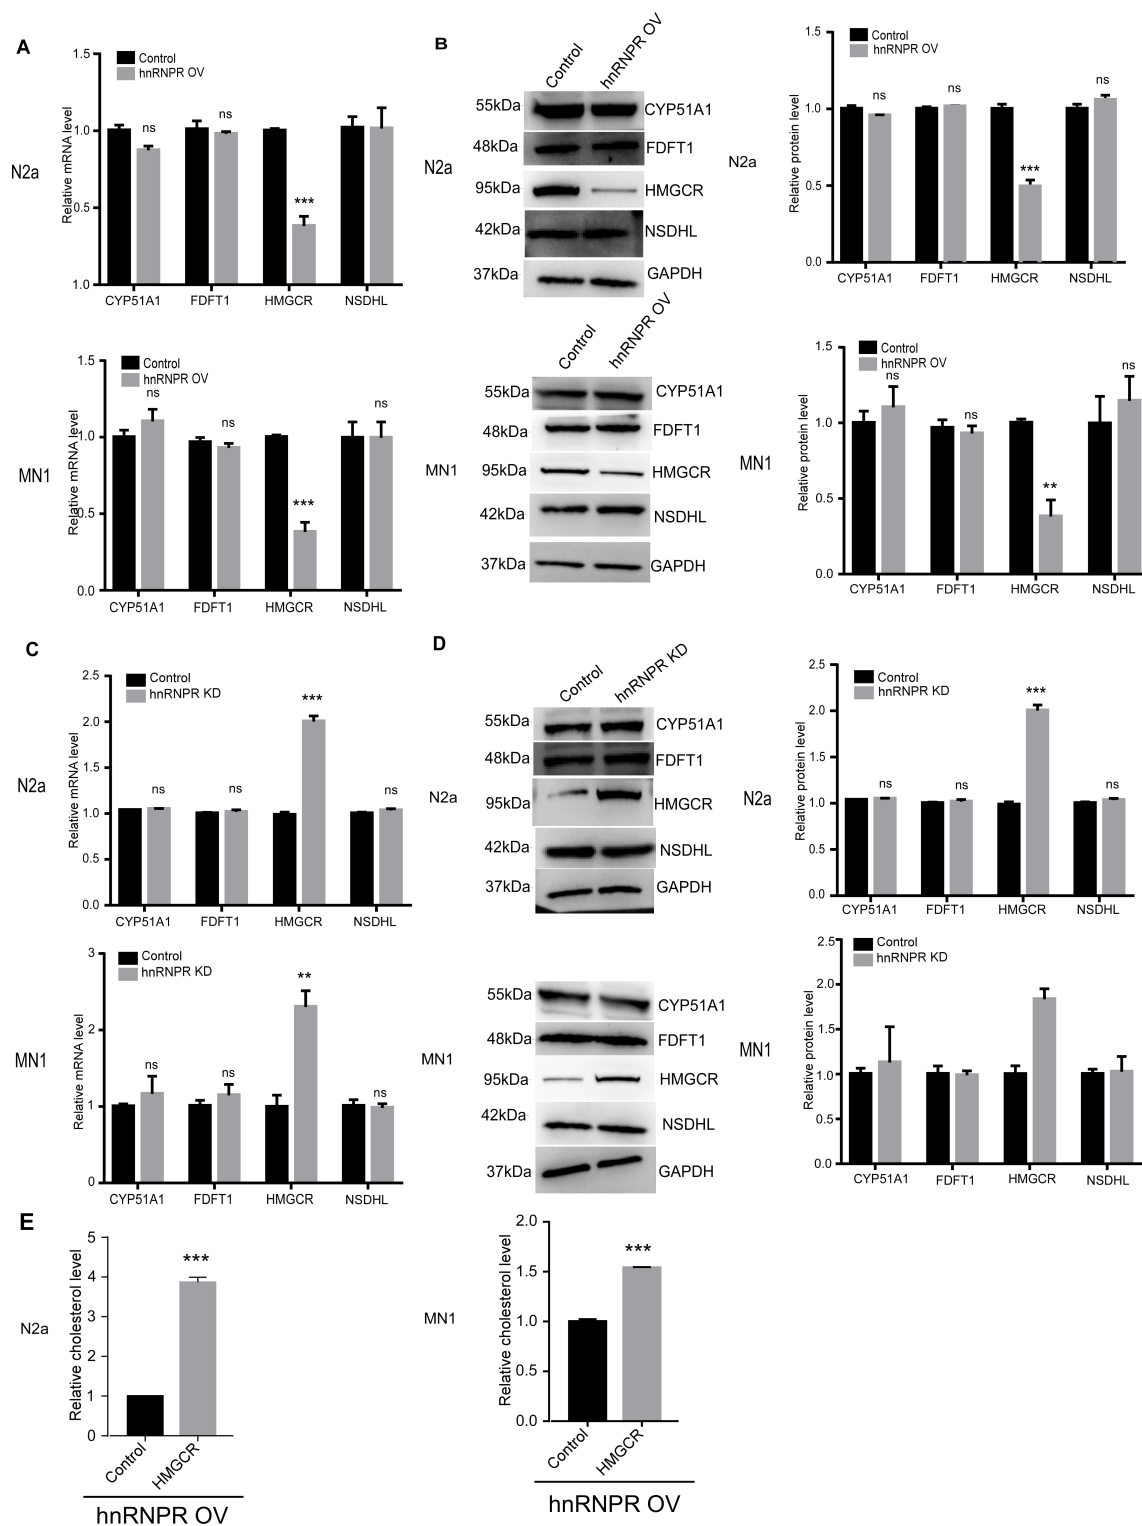 A
N2a
Relative mRNA level
1.5
1.0
0.5
1.0
Control
hnRNPR OV
ns
ns
***
ns
CYP51A1 FDFT1 HMGCR NSDHL
MN1
Relative mRNA level
1.5
1.0
0.5
0.0
Control
hnRNPR OV
ns
ns
***
ns
CYP51A1 FDFT1 HMGCR NSDHL
B
N2a
Control hnRNPR OV
55kDa CYP51A1
48kDa FDFT1
95kDa HMGCR
42kDa NSDHL
37kDa GAPDH
N2a
Relative protein level
1.5
1.0
0.5
0.0
Control
hnRNPR OV
ns
ns
***
ns
CYP51A1 FDFT1 HMGCR NSDHL
MN1
Control hnRNPR OV
55kDa CYP51A1
48kDa FDFT1
95kDa HMGCR
42kDa NSDHL
37kDa GAPDH
MN1
Relative protein level
1.5
1.0
0.5
0.0
Control
hnRNPR OV
ns
ns
**
ns
CYP51A1 FDFT1 HMGCR NSDHL
C
N2a
Relative mRNA level
2.5
2.0
1.5
1.0
0.5
0.0
Control
hnRNPR KD
ns
ns
***
ns
CYP51A1 FDFT1 HMGCR NSDHL
MN1
Relative mRNA level
3
2
1
0
Control
hnRNPR KD
ns
ns
**
ns
CYP51A1 FDFT1 HMGCR NSDHL
D
N2a
Control hnRNPR KD
55kDa CYP51A1
48kDa FDFT1
95kDa HMGCR
42kDa NSDHL
37kDa GAPDH
N2a
Relative protein level
2.5
2.0
1.5
1.0
0.5
0.0
Control
hnRNPR KD
ns
ns
***
ns
CYP51A1 FDFT1 HMGCR NSDHL
MN1
55kDa CYP51A1
48kDa FDFT1
95kDa HMGCR
42kDa NSDHL
37kDa GAPDH
MN1
Relative protein level
2.5
2.0
1.5
1.0
0.5
0.0
Control
hnRNPR KD
CYP51A1 FDFT1 HMGCR NSDHL
E
N2a
Relative cholesterol level
5
4
3
2
1
0
***
Control HMGCR
hnRNPR OV
MN1
Relative cholesterol level
2.0
1.5
1.0
0.5
0.0
***
Control HMGCR
hnRNPR OV